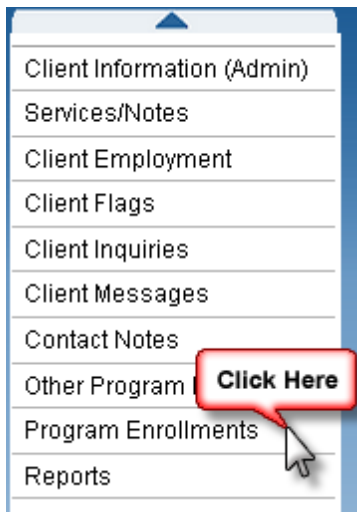 Client Information (Admin)
Services/Notes
Client Employment
Client Flags
Client Inquiries
Client Messages
Contact Notes
Other Program
Click Here
Program Enrollments
Reports